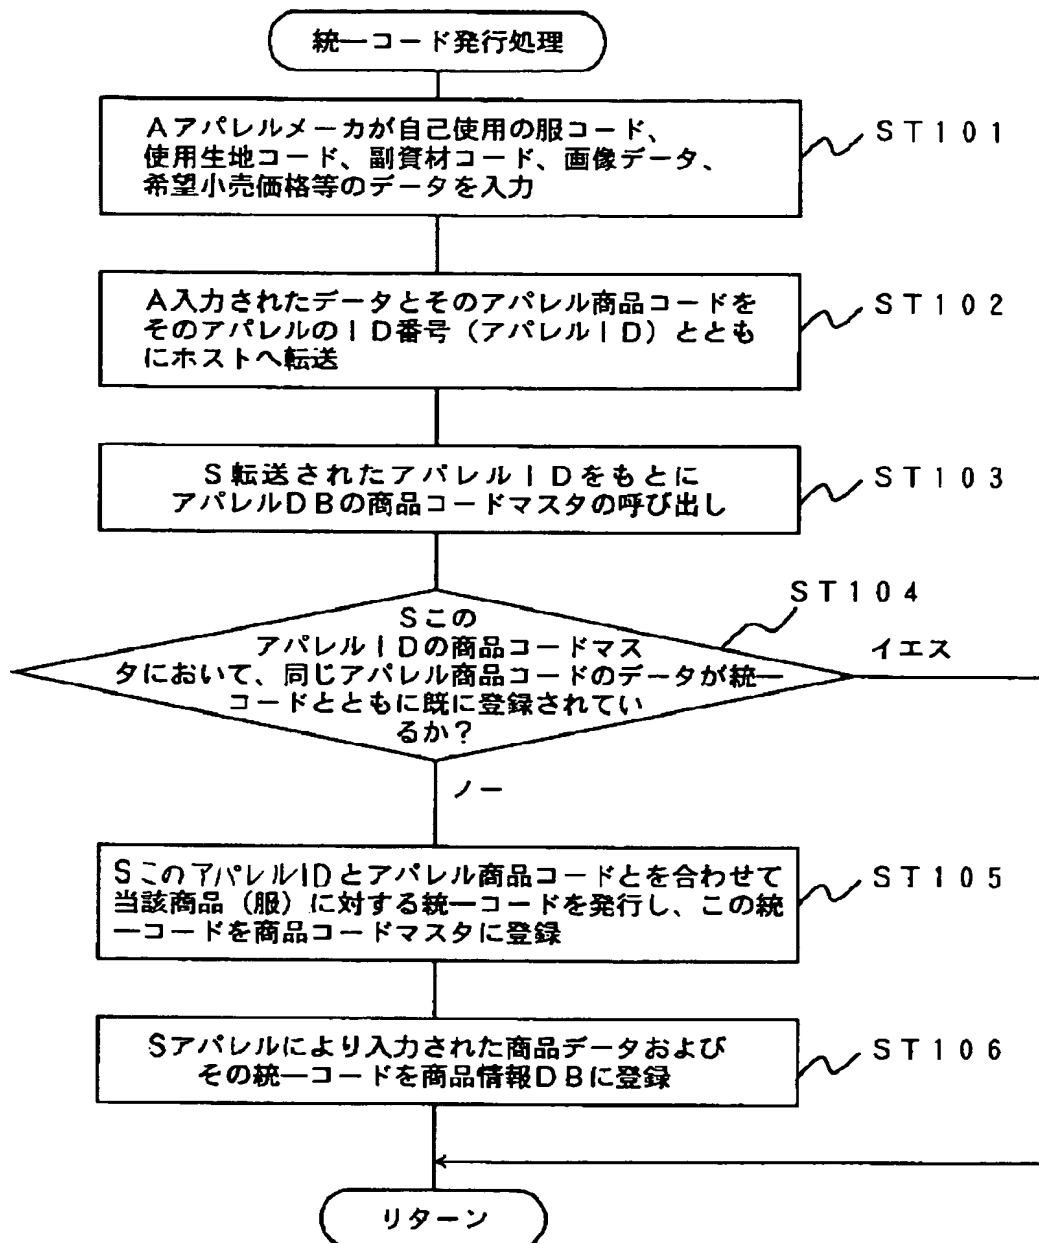 統一コード発行処理
Aアパレルメーカが自己使用の服コード、
使用生地コード、副資材コード、画像データ、
希望小売価格等のデータを入力
ST101
A入力されたデータとそのアパレル商品コードを
そのアパレルのID番号（アパレルID）ととも
にホストへ転送
ST102
S転送されたアパレルIDをもとに
アパレルDBの商品コードマスタの呼び出し
ST103
ST104
Sこの
アパレルIDの商品コードマス
タにおいて、同じアパレル商品コードのデータが統一
コードとともに既に登録されてい
るか？
イエス
ノー
SこのアパレルIDとアパレル商品コードとを合わせて
当該商品（服）に対する統一コードを発行し、この統
一コードを商品コードマスタに登録
ST105
Sアパレルにより入力された商品データおよび
その統一コードを商品情報DBに登録
ST106
リターン